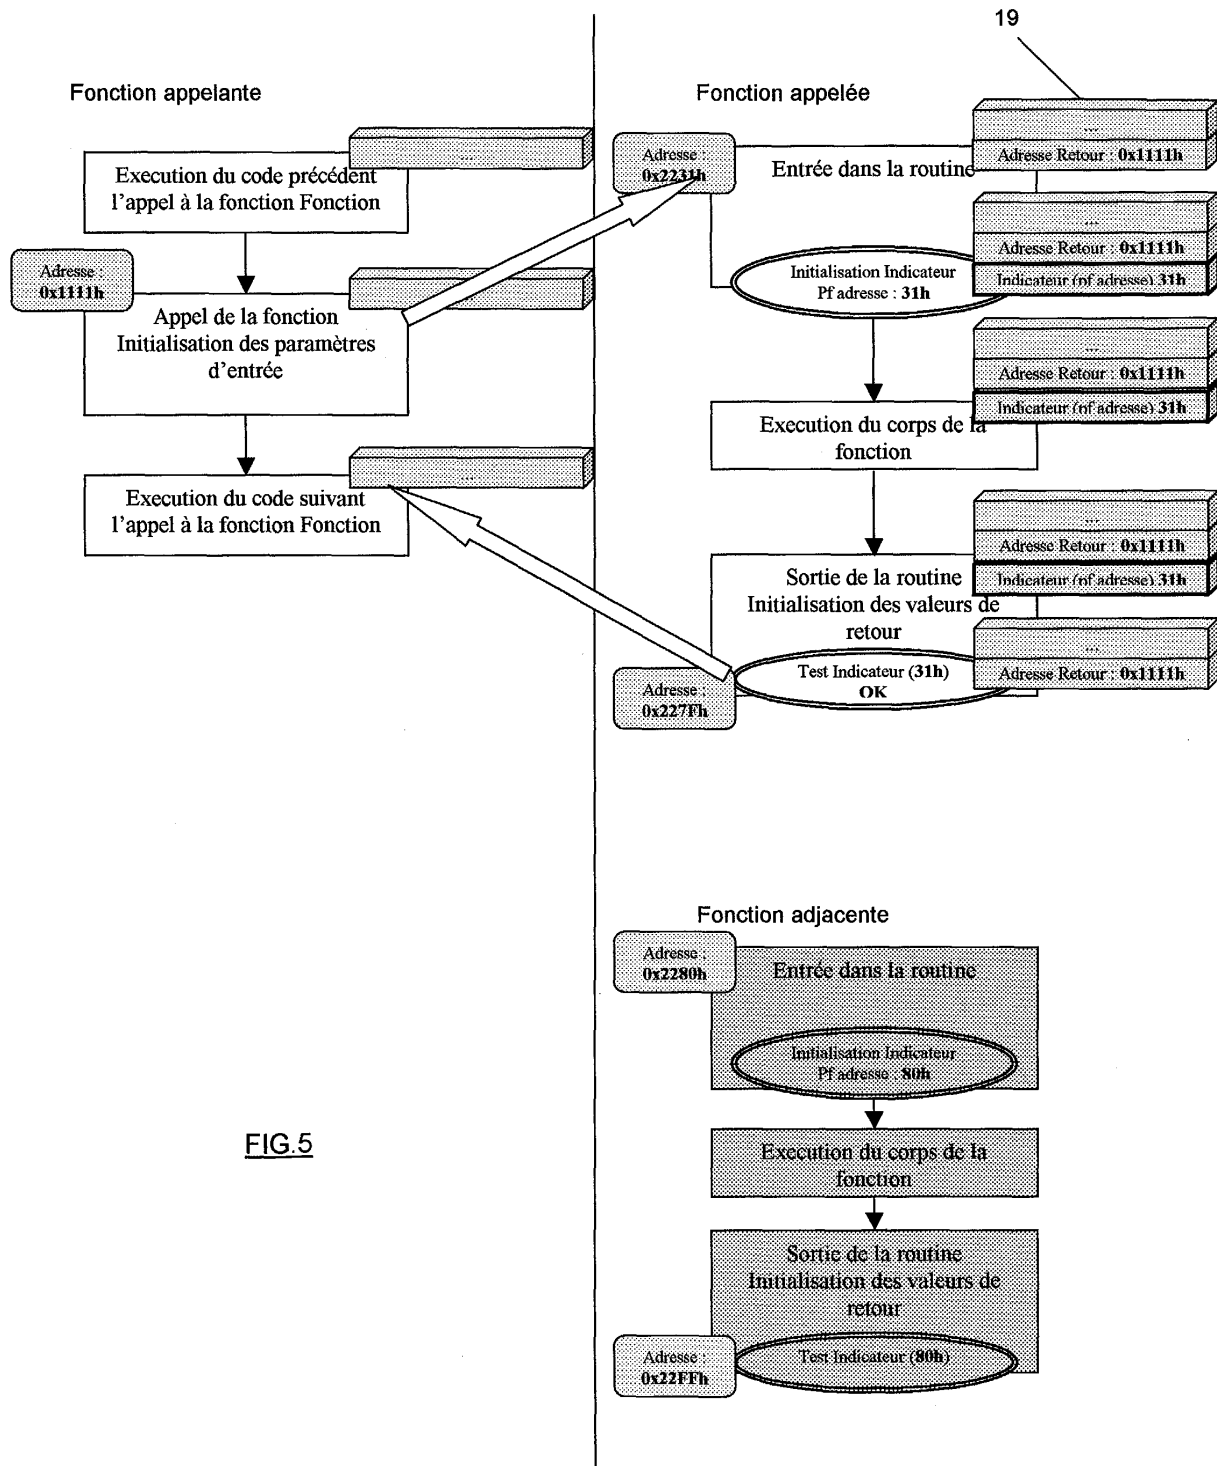 19
Fonction appelante
...
Execution du code précédent
l'appel à la fonction Fonction
Adresse :
0x1111h
...
Appel de la fonction
Initialisation des paramètres
d'entrée
...
Execution du code suivant
l'appel à la fonction Fonction
Fonction appelée
Adresse :
0x2231h
Entrée dans la routine
...
Adresse Retour : 0x1111h
Initialisation Indicateur
Pf adresse : 31h
...
Adresse Retour : 0x1111h
Indicateur (pf adresse) 31h
...
Adresse Retour : 0x1111h
Indicateur (pf adresse) 31h
Execution du corps de la
fonction
...
Adresse Retour : 0x1111h
Indicateur (pf adresse) 31h
Sortie de la routine
Initialisation des valeurs de
retour
...
Adresse Retour : 0x1111h
Test Indicateur (31h)
OK
Adresse :
0x227Fh
Fonction adjacente
Adresse :
0x2280h
Entrée dans la routine
Initialisation Indicateur
Pf adresse : 80h
Execution du corps de la
fonction
Sortie de la routine
Initialisation des valeurs de
retour
Test Indicateur (80h)
Adresse :
0x22FFh
FIG.5